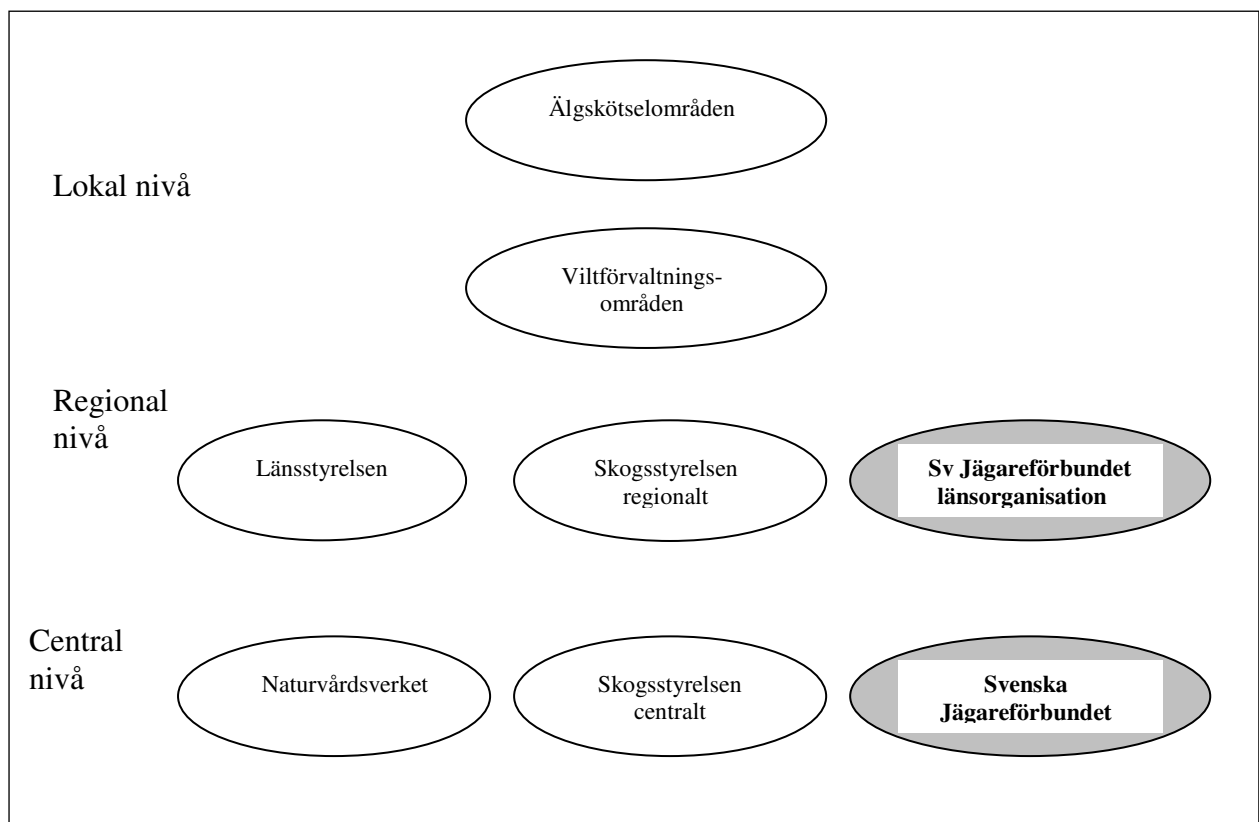 Älgskötselområden
Lokal nivå
Viltförvaltnings-
områden
Regional
nivå
Länsstyrelsen
Skogsstyrelsen
regionalt
Sv Jägareförbundet
länsorganisation
Central
nivå
Naturvårdsverket
Skogsstyrelsen
centralt
Svenska
Jägareförbundet